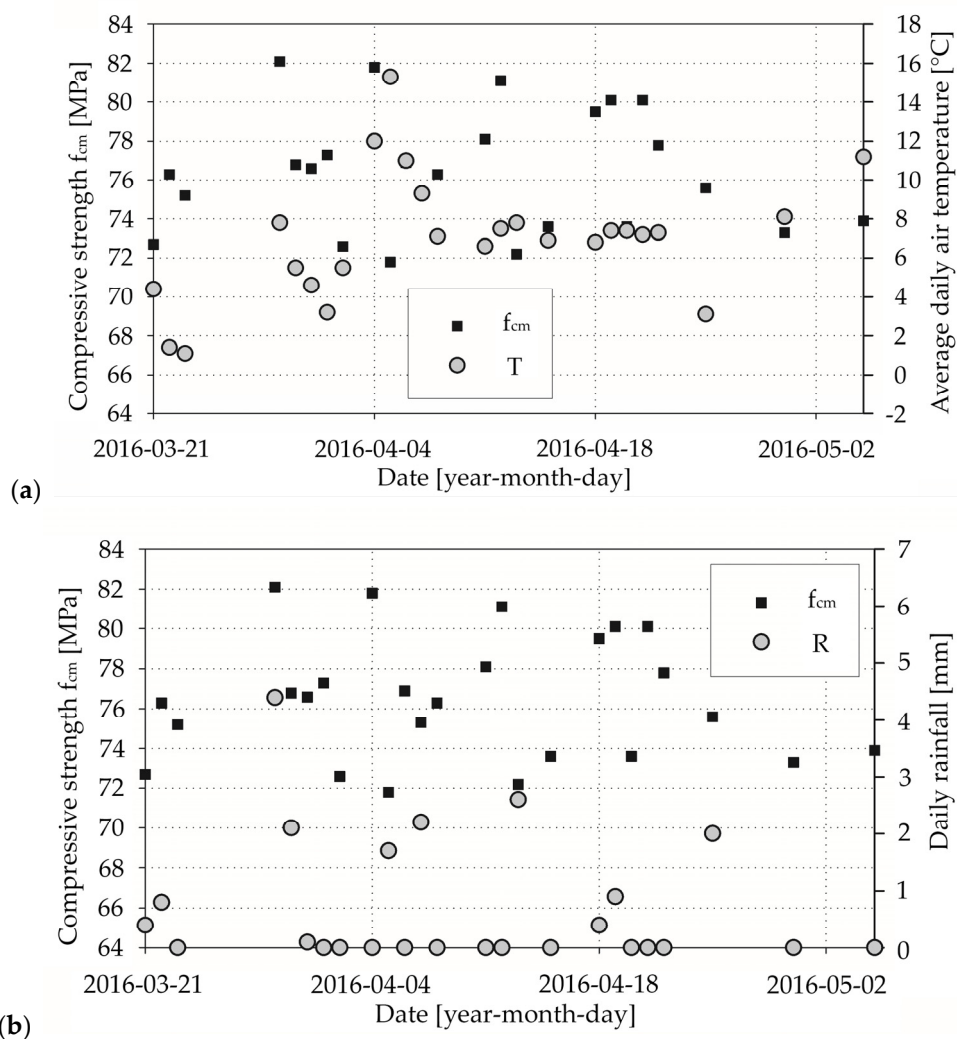 (a)
Compressive strength fcm [MPa]
84
82
80
78
76
74
72
70
68
66
64
18
16
14
12
10
8
6
4
2
0
-2
Average daily air temperature [°C]
fcm
T
2016-03-21 2016-04-04 2016-04-18 2016-05-02
Date [year-month-day]
(b)
Compressive strength fcm [MPa]
84
82
80
78
76
74
72
70
68
66
64
7
6
5
4
3
2
1
0
Daily rainfall [mm]
fcm
R
2016-03-21 2016-04-04 2016-04-18 2016-05-02
Date [year-month-day]